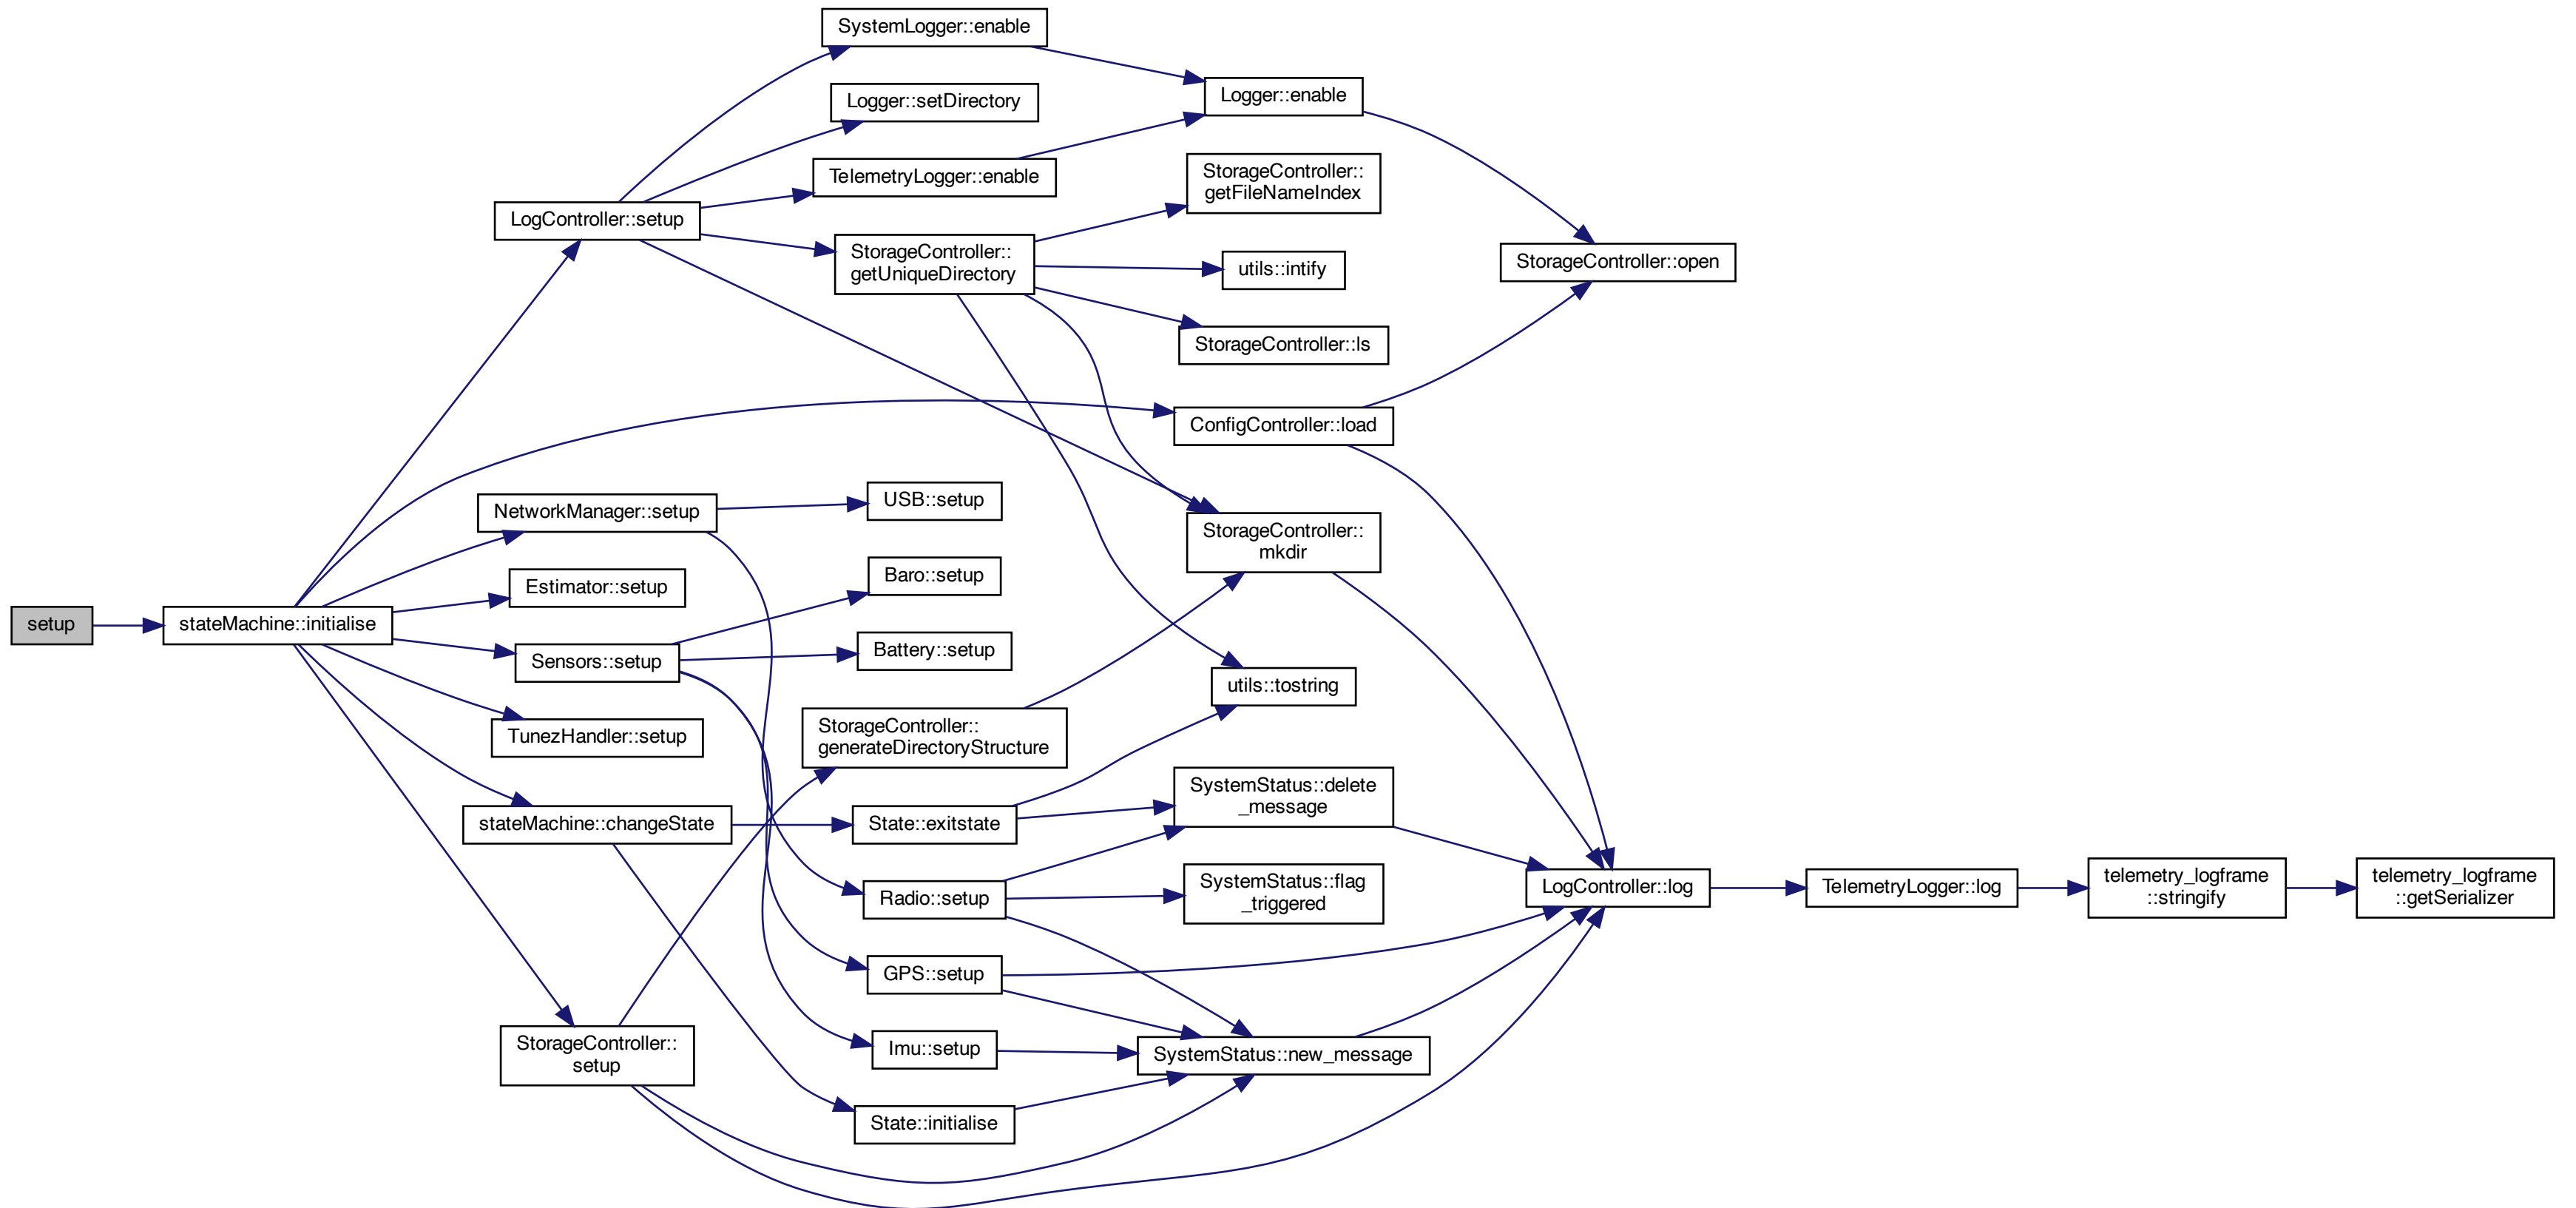 SystemLogger::enable
Logger::enable
Logger::setDirectory
TelemetryLogger::enable
StorageController::
getFileNameIndex
LogController::setup
StorageController::
getUniqueDirectory
utils::intify
StorageController::open
StorageController::ls
ConfigController::load
NetworkManager::setup
USB::setup
StorageController::
mkdir
Baro::setup
Estimator::setup
setup
stateMachine::initialise
Sensors::setup
Battery::setup
utils::tostring
TunezHandler::setup
StorageController::
generateDirectoryStructure
SystemStatus::delete
_message
stateMachine::changeState
State::exitstate
Radio::setup
SystemStatus::flag
_triggered
LogController::log
TelemetryLogger::log
telemetry_logframe
::stringify
telemetry_logframe
::getSerializer
GPS::setup
StorageController::
setup
Imu::setup
SystemStatus::new_message
State::initialise